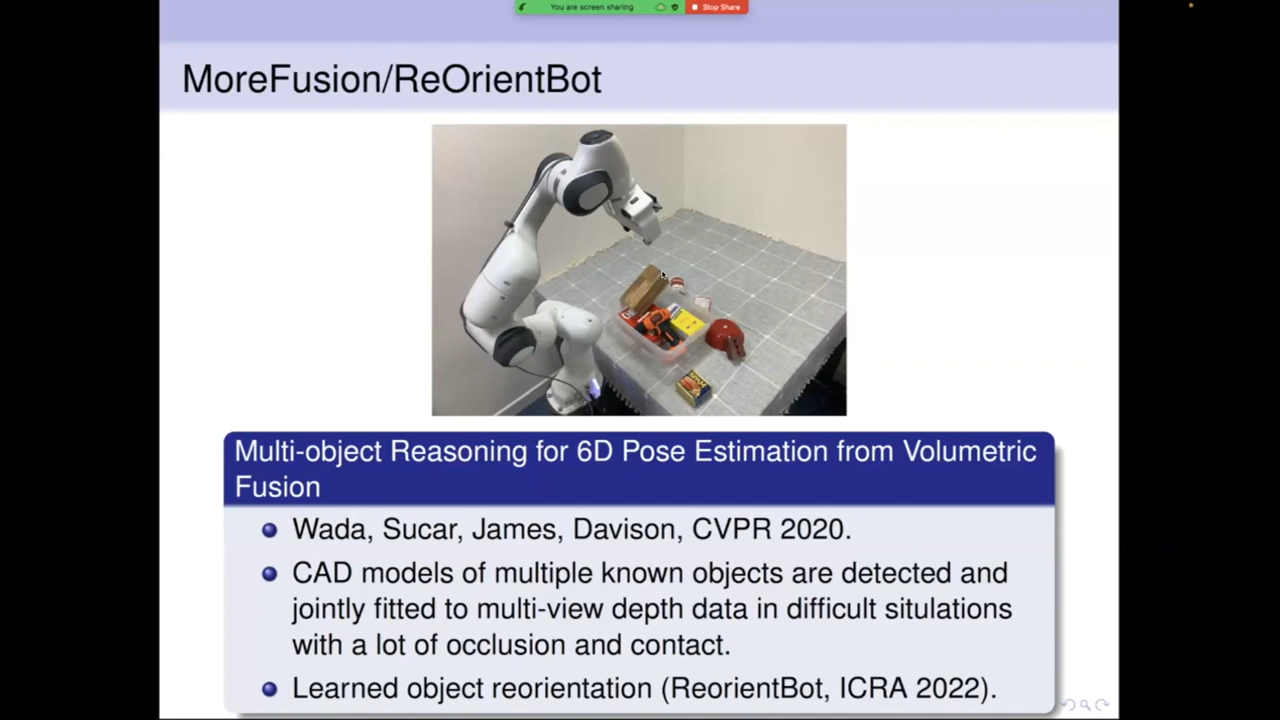 You are screen sharing
Stop Share
MoreFusion/ReOrientBot
Multi-object Reasoning for 6D Pose Estimation from Volumetric
Fusion
Wada, Sucar, James, Davison, CVPR 2020.
CAD models of multiple known objects are detected and
jointly fitted to multi-view depth data in difficult situlations
with a lot of occlusion and contact.
Learned object reorientation (ReorientBot, ICRA 2022).